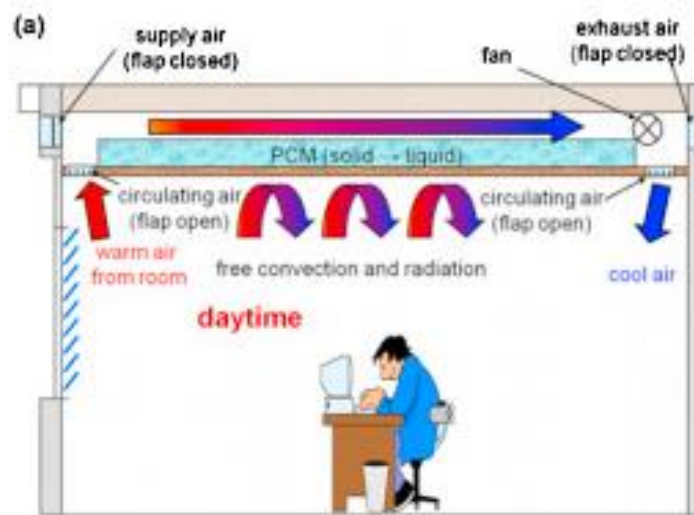 (a)
supply air
(flap closed)
exhaust air
(flap closed)
fan
PCM (solid → liquid)
circulating air
(flap open)
circulating air
(flap open)
warm air
from room
free convection and radiation
cool air
daytime